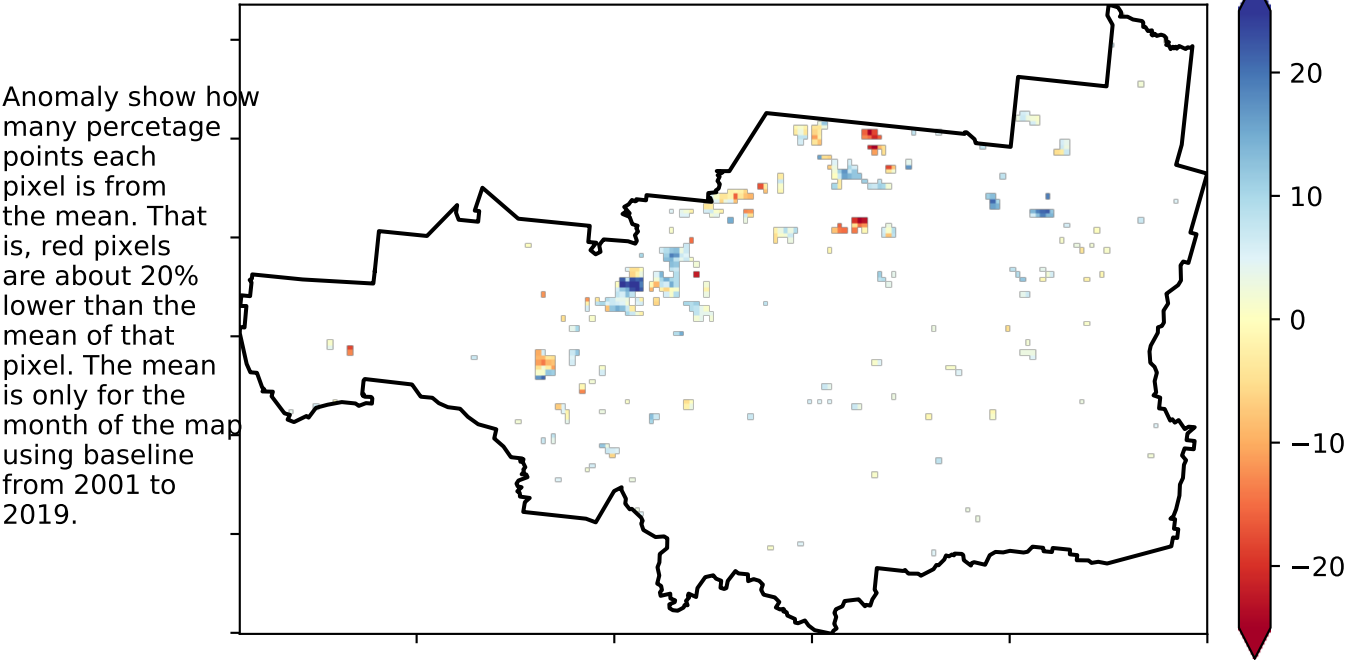 Anomaly show how
many percetage
points each
pixel is from
the mean. That
is, red pixels
are about 20%
lower than the
mean of that
pixel. The mean
is only for the
month of the map
using baseline
from 2001 to
2019.
20
10
0
−10
−20